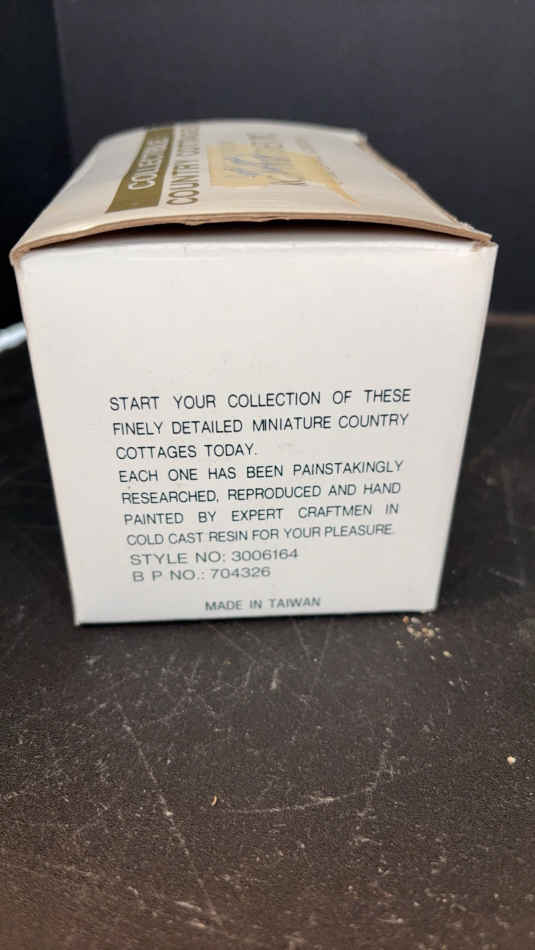 COLLECTIBLE
COUNTRY COTTAGES
START YOUR COLLECTION OF THESE
FINELY DETAILED MINIATURE COUNTRY
COTTAGES TODAY.
EACH ONE HAS BEEN PAINSTAKINGLY
RESEARCHED, REPRODUCED AND HAND
PAINTED BY EXPERT CRAFTMEN IN
COLD CAST RESIN FOR YOUR PLEASURE.
STYLE NO: 3006164
B P NO.: 704326
MADE IN TAIWAN